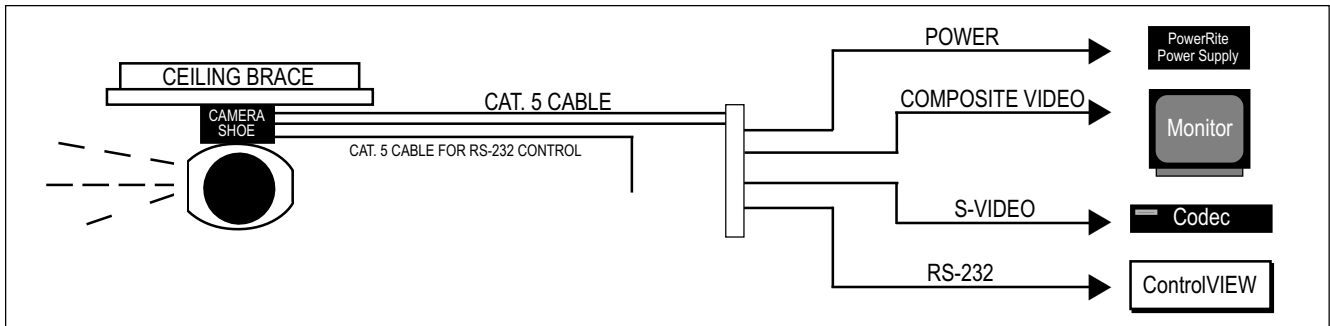 CEILING BRACE
CAMERA
SHOE
CAT. 5 CABLE
CAT. 5 CABLE FOR RS-232 CONTROL
POWER
PowerRite
Power Supply
COMPOSITE VIDEO
Monitor
S-VIDEO
Codec
RS-232
ControlVIEW